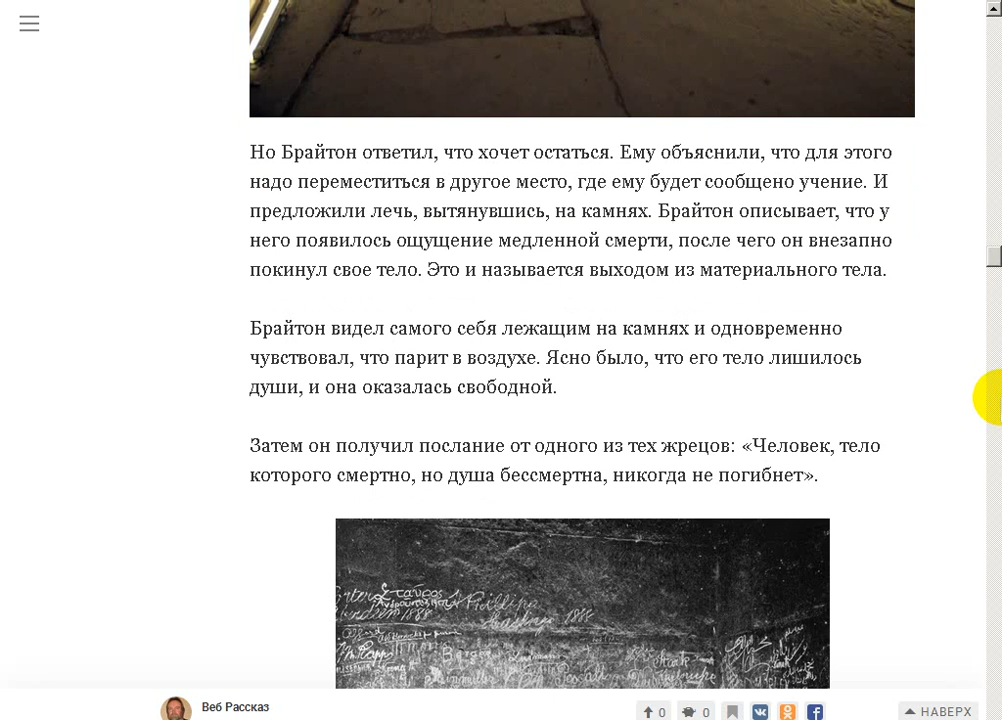 Но Брайтон ответил, что хочет остаться. Ему объяснили, что для этого
надо переместиться в другое место, где ему будет сообщено учение. И
предложили лечь, вытянувшись, на камнях. Брайтон описывает, что у
него появилось ощущение медленной смерти, после чего он внезапно
покинул свое тело. Это и называется выходом из материального тела.
Брайтон видел самого себя лежащим на камнях и одновременно
чувствовал, что парит в воздухе. Ясно было, что его тело лишилось
души, и она оказалась свободной.
Затем он получил послание от одного из тех жрецов: «Человек, тело
которого смертно, но душа бессмертна, никогда не погибнет».
Σταῦρος
1888
1888
Веб Рассказ
0
0
НАВЕРХ